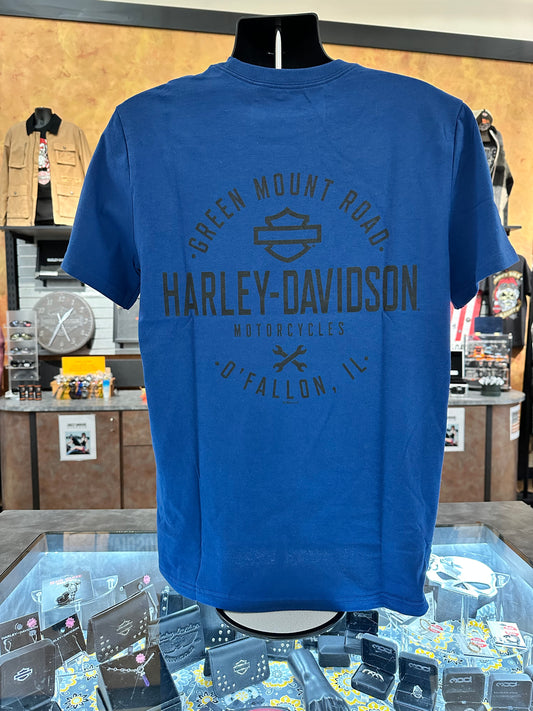 ·GREEN MOUNT ROAD·
HARLEY-DAVIDSON
MOTORCYCLES
·O'FALLON, IL·